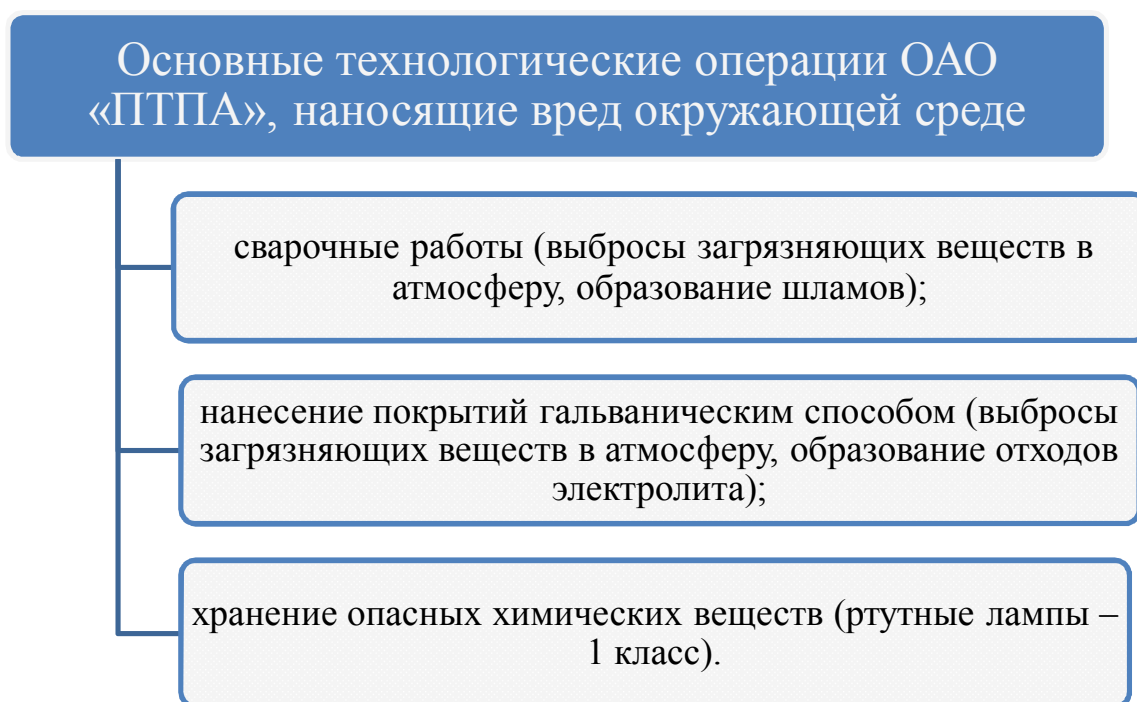 Основные технологические операции ОАО
«ПТПА», наносящие вред окружающей среде
сварочные работы (выбросы загрязняющих веществ в
атмосферу, образование шламов);
нанесение покрытий гальваническим способом (выбросы
загрязняющих веществ в атмосферу, образование отходов
электролита);
хранение опасных химических веществ (ртутные лампы –
1 класс).